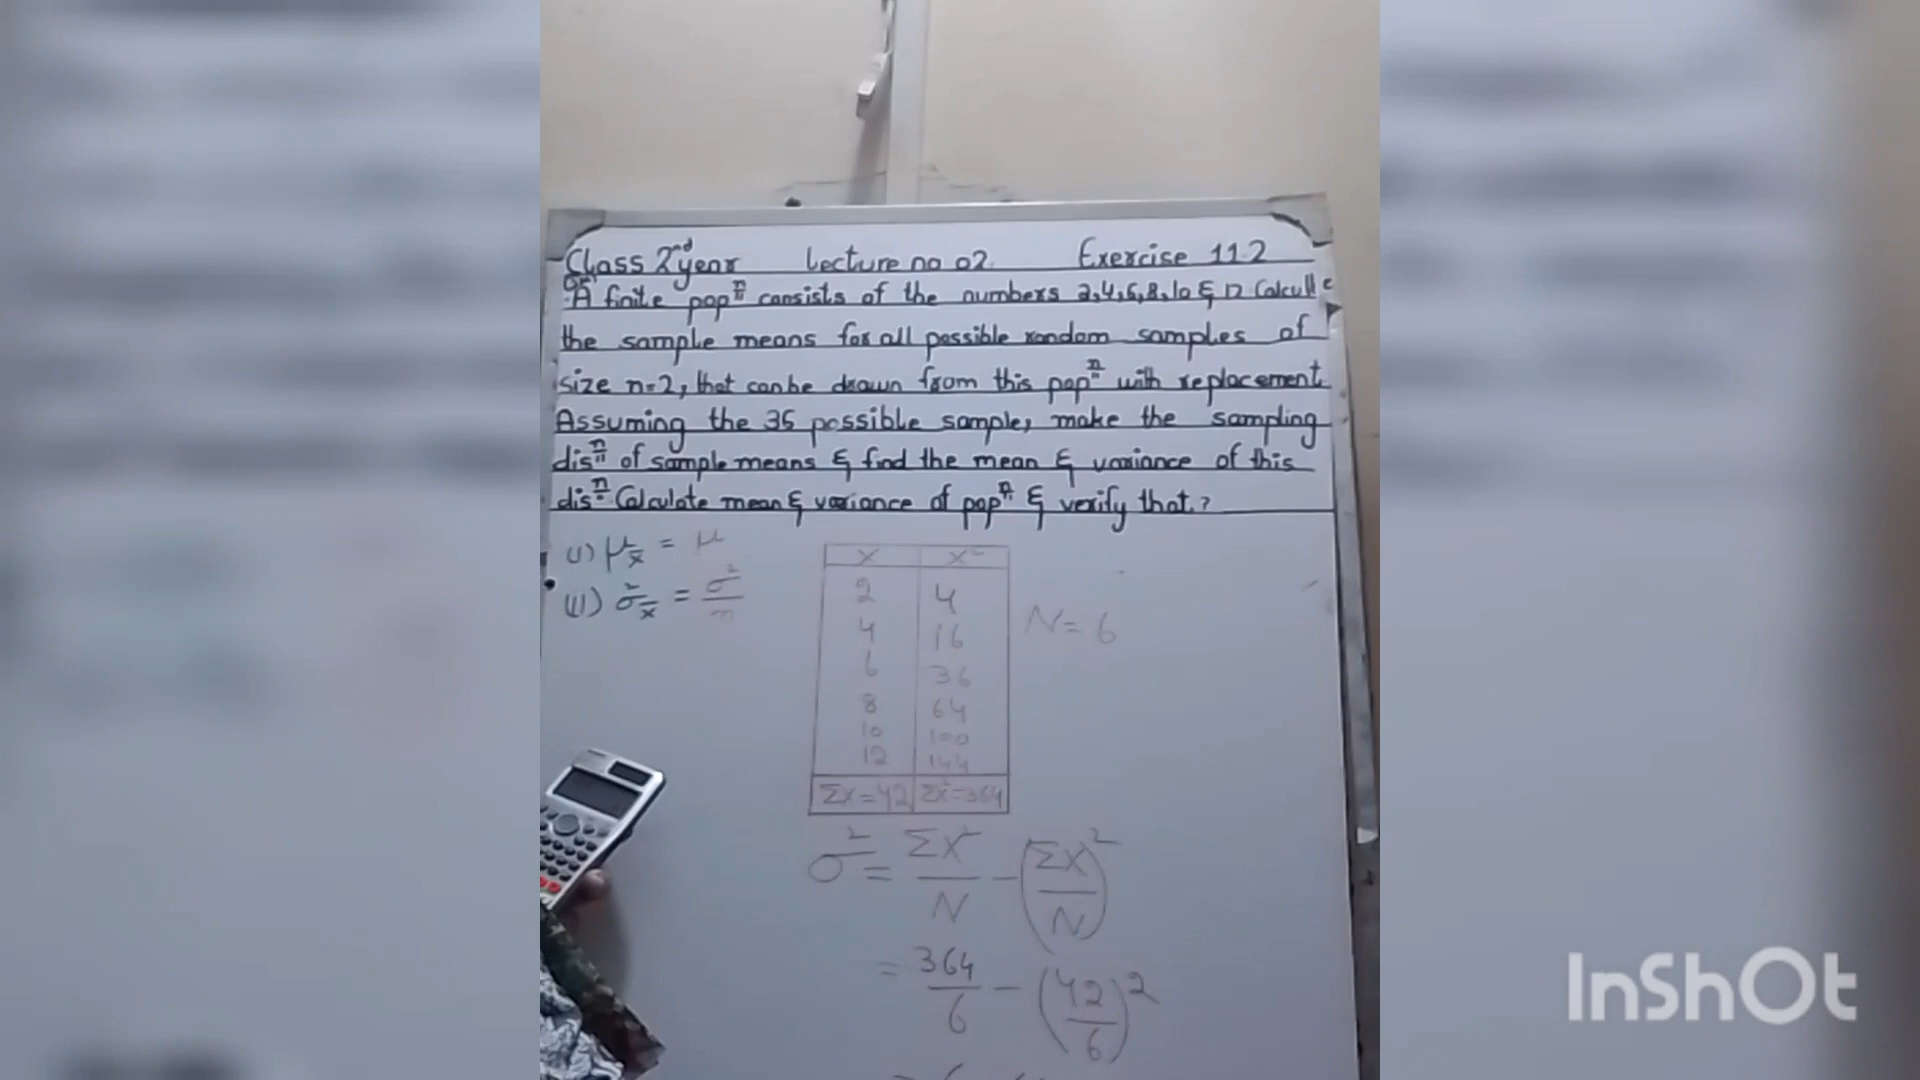 Class 2nd year Lecture no 02. Exercise 11.2
A finite popⁿ consists of the numbers 2,4,6,8,10 & 12 Calculte
the sample means for all possible random samples of
size n=2, that can be drawn from this popⁿ with replacement
Assuming the 36 possible samples, make the sampling
disⁿ of sample means & find the mean & variance of this
disⁿ Calculate mean & variance of popⁿ & verify that.?
(i) μx̄ = μ
(ii) σ²x̄ = σ²/n
X X²
2 4
4 16
6 36
8 64
10 100
12 144
ΣX=42 ΣX²=364
N = 6
σ² = ΣX²/N - (ΣX/N)²
= 364/6 - (42/6)²
InShOt